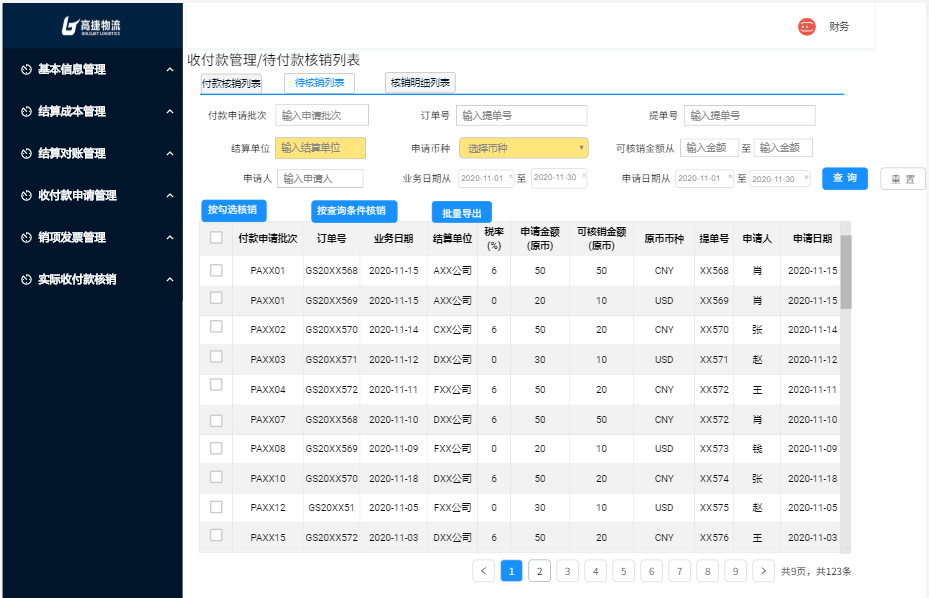 高捷物流
GOLDJET LOGISTICS
财务
基本信息管理
结算成本管理
结算对账管理
收付款申请管理
销项发票管理
实际收付款核销
收付款管理/待付款核销列表
付款核销列表 待核销列表 核销明细列表
付款申请批次 输入申请批次 订单号 输入提单号 提单号 输入提单号
结算单位 输入结算单位 申请币种 选择币种 可核销金额从 输入金额 至 输入金额
申请人 输入申请人 业务日期从 2020-11-01 至 2020-11-30 申请日期从 2020-11-01 至 2020-11-30 查 询 重 置
按勾选核销 按查询条件核销 批量导出
付款申请批次 订单号 业务日期 结算单位 税率(%) 申请金额(原币) 可核销金额(原币) 原币币种 提单号 申请人 申请日期
PAXX01 GS20XX568 2020-11-15 AXX公司 6 50 50 CNY XX568 肖 2020-11-15
PAXX01 GS20XX569 2020-11-15 AXX公司 0 20 10 USD XX569 肖 2020-11-15
PAXX02 GS20XX570 2020-11-14 CXX公司 6 50 20 CNY XX570 张 2020-11-14
PAXX03 GS20XX571 2020-11-12 DXX公司 0 30 10 USD XX571 赵 2020-11-12
PAXX04 GS20XX572 2020-11-11 FXX公司 6 50 20 CNY XX572 王 2020-11-11
PAXX07 GS20XX568 2020-11-10 DXX公司 6 50 50 CNY XX572 肖 2020-11-10
PAXX08 GS20XX569 2020-11-09 FXX公司 0 20 10 USD XX573 钱 2020-11-09
PAXX10 GS20XX570 2020-11-18 DXX公司 6 50 20 CNY XX574 张 2020-11-18
PAXX12 GS20XX51 2020-11-05 FXX公司 0 30 10 USD XX575 赵 2020-11-05
PAXX15 GS20XX572 2020-11-03 DXX公司 6 50 20 CNY XX576 王 2020-11-03
< 1 2 3 4 5 6 7 8 9 > 共9页，共123条